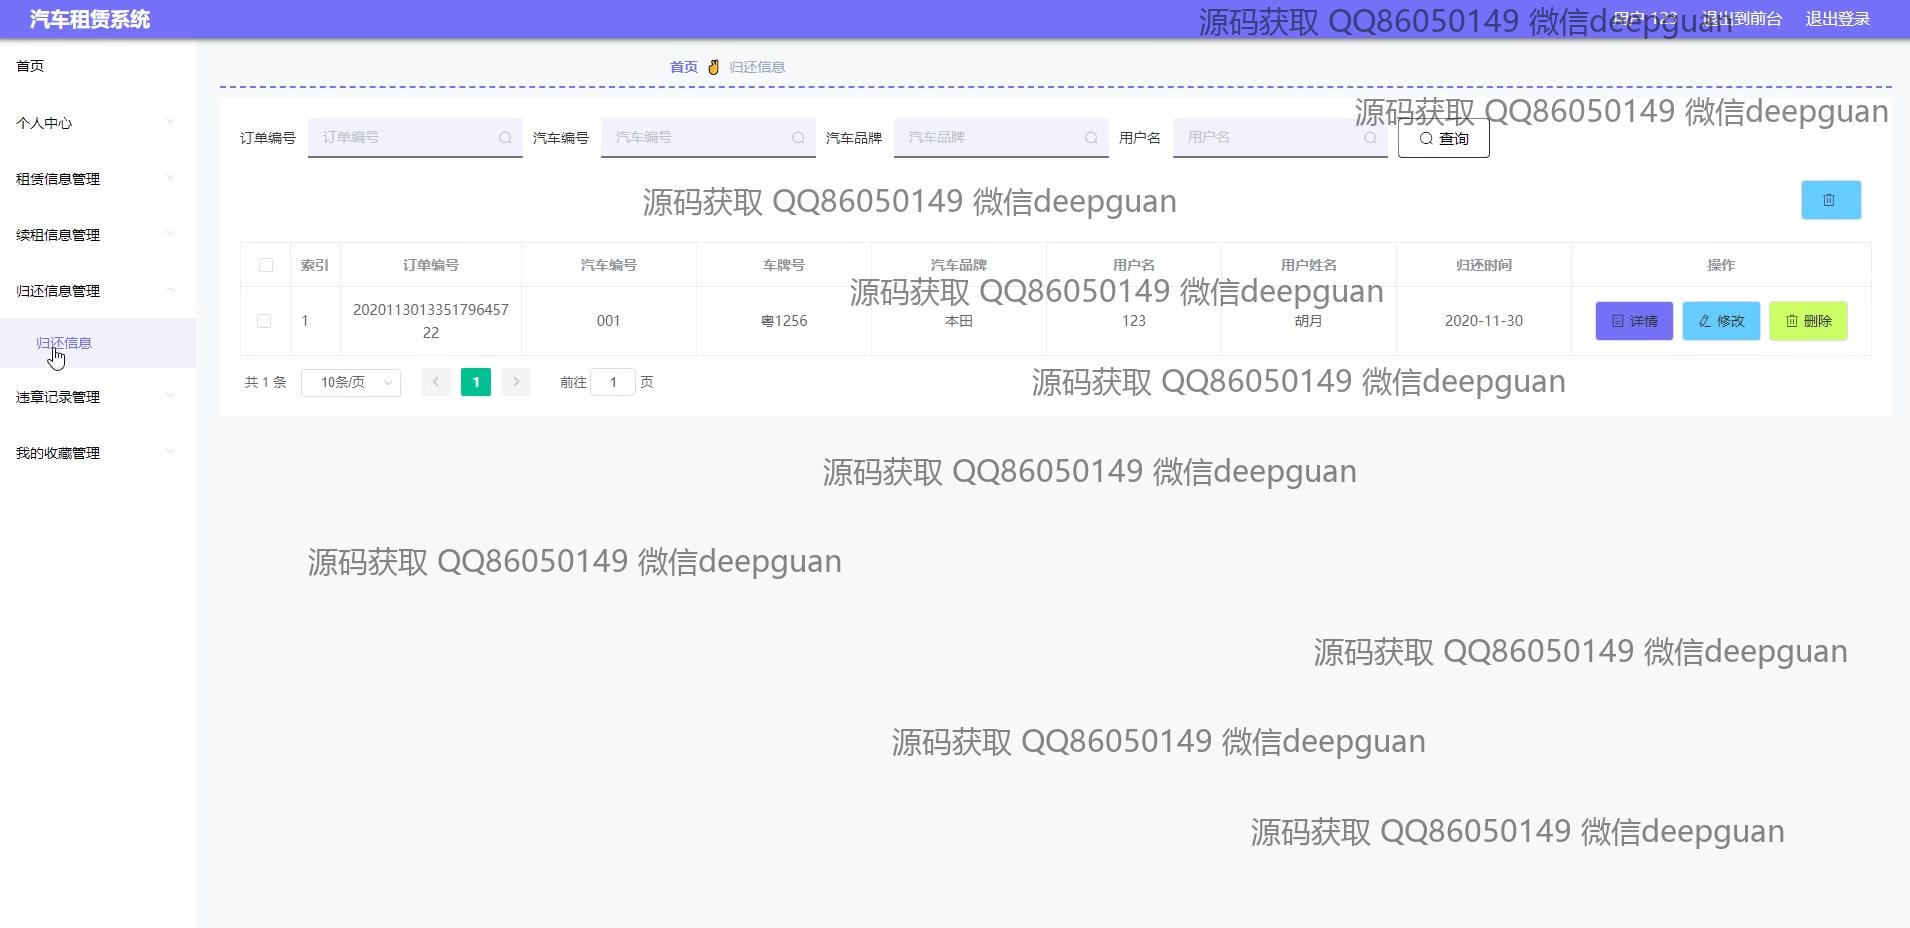 汽车租赁系统
源码获取 QQ86050149 微信deepguan
用户 123 退出到前台 退出登录
首页
个人中心
租赁信息管理
续租信息管理
归还信息管理
归还信息
违章记录管理
我的收藏管理
首页 归还信息
源码获取 QQ86050149 微信deepguan
订单编号 订单编号 汽车编号 汽车编号 汽车品牌 汽车品牌 用户名 用户名 查询
源码获取 QQ86050149 微信deepguan
索引 订单编号 汽车编号 车牌号 汽车品牌 用户名 用户姓名 归还时间 操作
源码获取 QQ86050149 微信deepguan
1 2020113013351796457 001 粤1256 本田 123 胡月 2020-11-30 详情 修改 删除
22
共 1 条 10条/页 1 前往 1 页
源码获取 QQ86050149 微信deepguan
源码获取 QQ86050149 微信deepguan
源码获取 QQ86050149 微信deepguan
源码获取 QQ86050149 微信deepguan
源码获取 QQ86050149 微信deepguan
源码获取 QQ86050149 微信deepguan